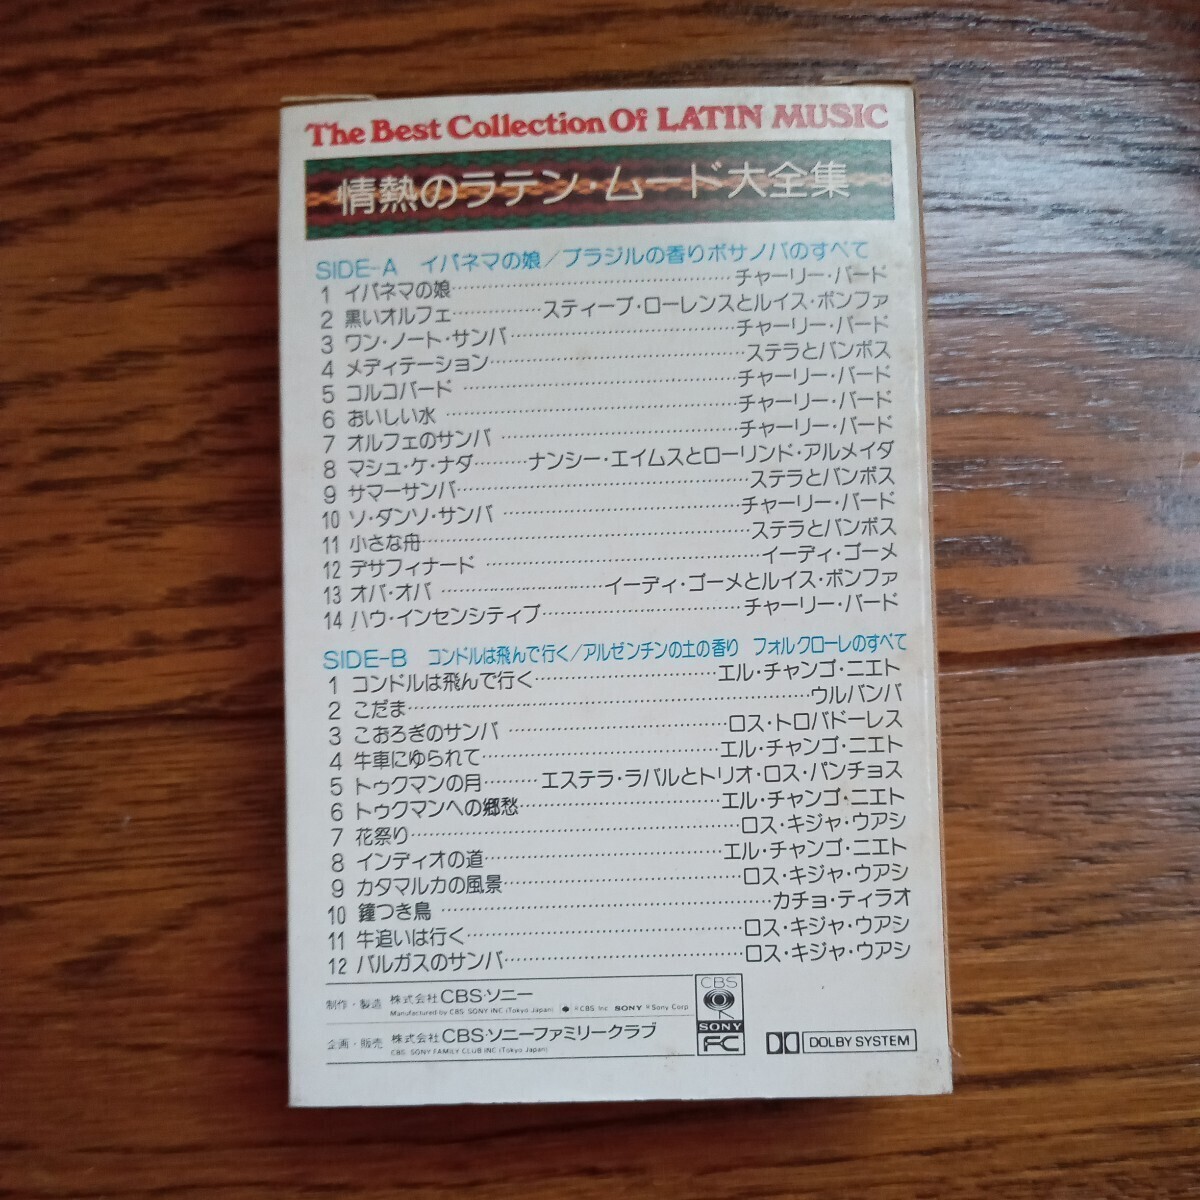 The Best Collection Of LATIN MUSIC
情熱のラテン・ムード大全集
SIDE-A イパネマの娘/ブラジルの香りボサノバのすべて
1 イパネマの娘……………………………チャーリー・バード
2 黒いオルフェ……………スティーブ・ローレンスとルイス・ボンファ
3 ワン・ノート・サンバ……………………チャーリー・バード
4 メディテーション…………………………ステラとバンボス
5 コルコバード……………………………チャーリー・バード
6 おいしい水………………………………チャーリー・バード
7 オルフェのサンバ………………………チャーリー・バード
8 マシュ・ケ・ナダ………ナンシー・エイムスとローリンド・アルメイダ
9 サマーサンバ……………………………ステラとバンボス
10 ソ・ダンソ・サンバ………………………チャーリー・バード
11 小さな舟…………………………………ステラとバンボス
12 デサフィナード……………………………イーディ・ゴーメ
13 オバ・オバ………………イーディ・ゴーメとルイス・ボンファ
14 ハウ・インセンシティブ…………………チャーリー・バード
SIDE-B コンドルは飛んで行く/アルゼンチンの土の香り フォルクローレのすべて
1 コンドルは飛んで行く…………………エル・チャンゴ・ニエト
2 こだま…………………………………………ウルバンバ
3 こおろぎのサンバ………………………ロス・トロバドーレス
4 牛車にゆられて…………………………エル・チャンゴ・ニエト
5 トゥクマンの月………エステラ・ラバルとトリオ・ロス・パンチョス
6 トゥクマンへの郷愁……………………エル・チャンゴ・ニエト
7 花祭り……………………………………ロス・キジャ・ウアシ
8 インディオの道…………………………エル・チャンゴ・ニエト
9 カタマルカの風景………………………ロス・キジャ・ウアシ
10 鐘つき鳥……………………………………カチョ・ティラオ
11 牛追いは行く……………………………ロス・キジャ・ウアシ
12 バルガスのサンバ………………………ロス・キジャ・ウアシ
制作・製造 株式会社CBS・ソニー
Manufactured by CBS SONY INC (Tokyo Japan) ® CBS Inc SONY ® Sony Corp
企画・販売 株式会社CBS・ソニーファミリークラブ
CBS SONY FAMILY CLUB INC (Tokyo Japan)
CBS
SONY
FC
DOLBY SYSTEM